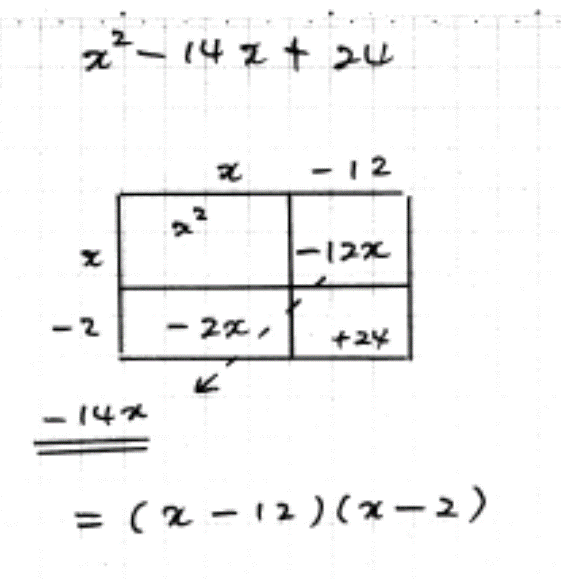 x² - 14x + 24
x -12
x x² -12x
-2 -2x +24
-14x
= (x - 12)(x - 2)